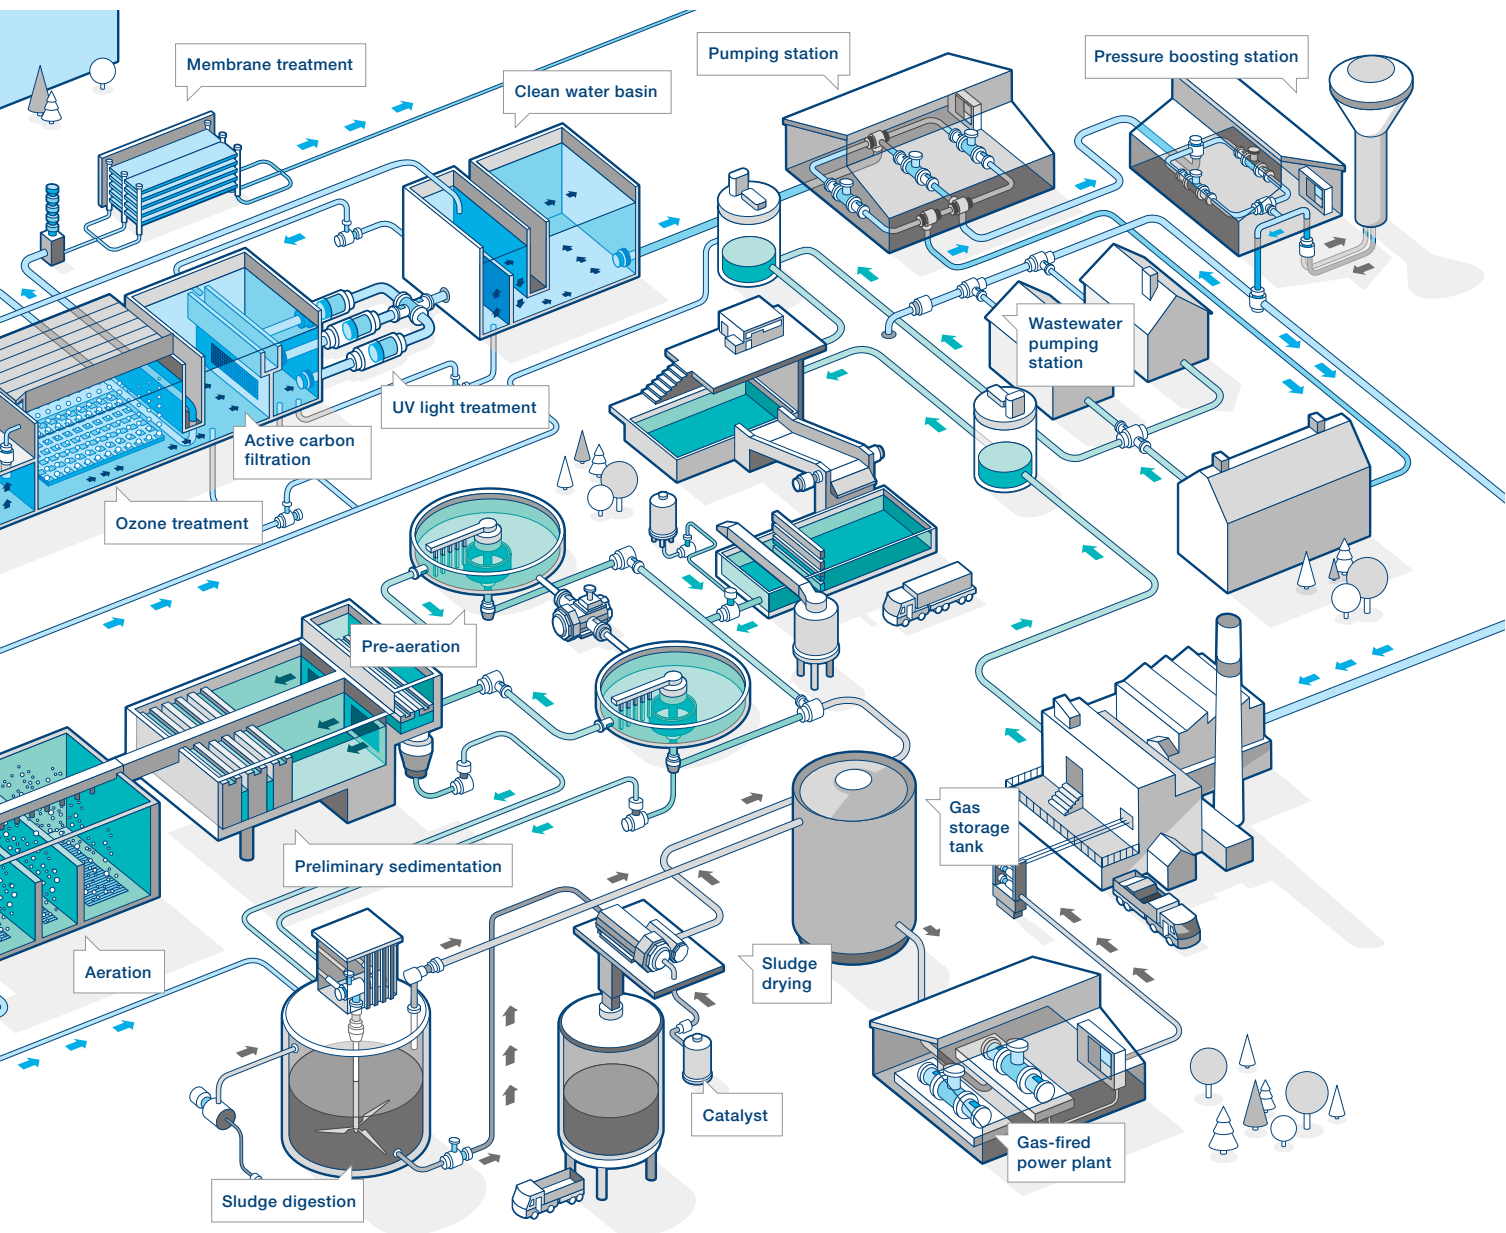 Pumping station
Pressure boosting station
Membrane treatment
Clean water basin
Wastewater
pumping
station
UV light treatment
Active carbon
filtration
Ozone treatment
Pre-aeration
Gas
storage
tank
Preliminary sedimentation
Aeration
Sludge
drying
Catalyst
Gas-fired
power plant
Sludge digestion